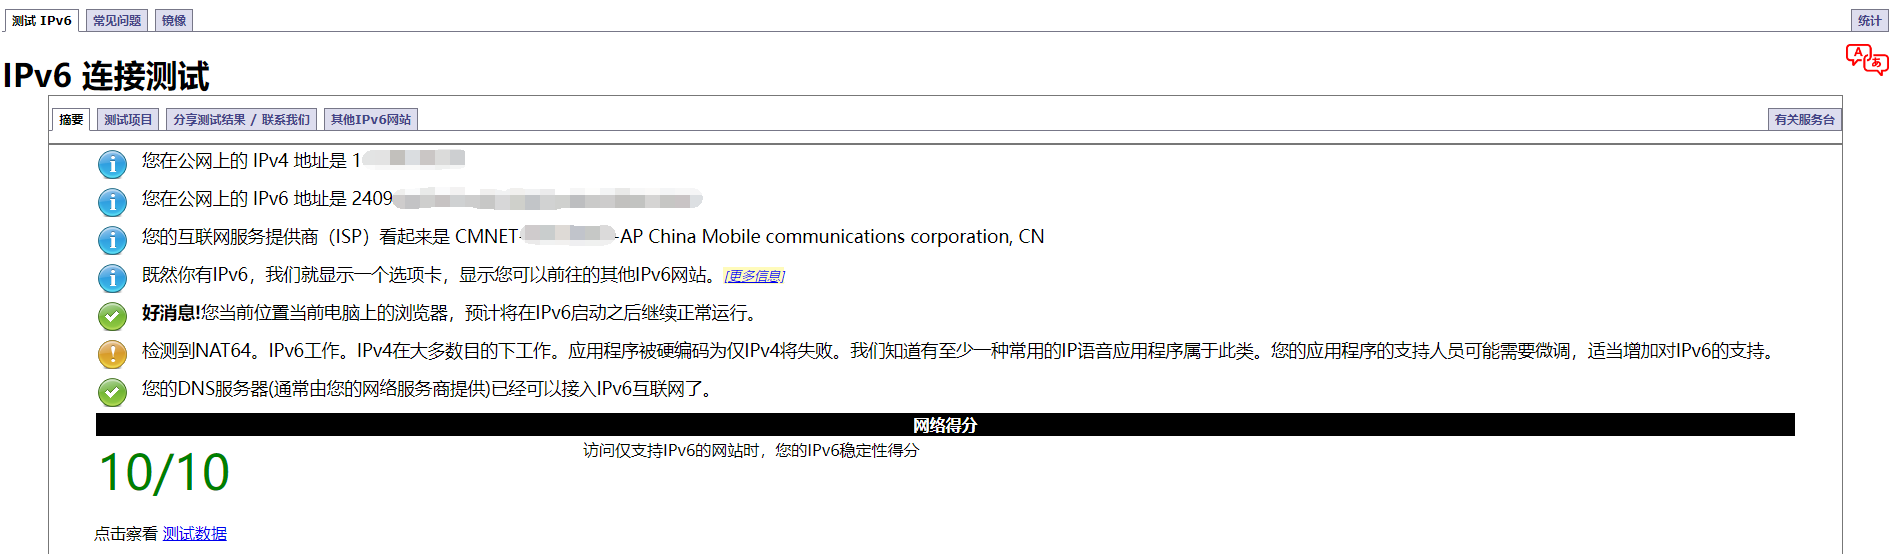 测试 IPv6 常见问题 镜像 统计
IPv6 连接测试
摘要 测试项目 分享测试结果 / 联系我们 其他IPv6网站 有关服务台
您在公网上的 IPv4 地址是 1
您在公网上的 IPv6 地址是 2409
您的互联网服务提供商（ISP）看起来是 CMNET- -AP China Mobile communications corporation, CN
既然你有IPv6，我们就显示一个选项卡，显示您可以前往的其他IPv6网站。[更多信息]
好消息!您当前位置当前电脑上的浏览器，预计将在IPv6启动之后继续正常运行。
检测到NAT64。IPv6工作。IPv4在大多数目的下工作。应用程序被硬编码为仅IPv4将失败。我们知道有至少一种常用的IP语音应用程序属于此类。您的应用程序的支持人员可能需要微调，适当增加对IPv6的支持。
您的DNS服务器(通常由您的网络服务商提供)已经可以接入IPv6互联网了。
网络得分
10/10 访问仅支持IPv6的网站时，您的IPv6稳定性得分
点击察看 测试数据